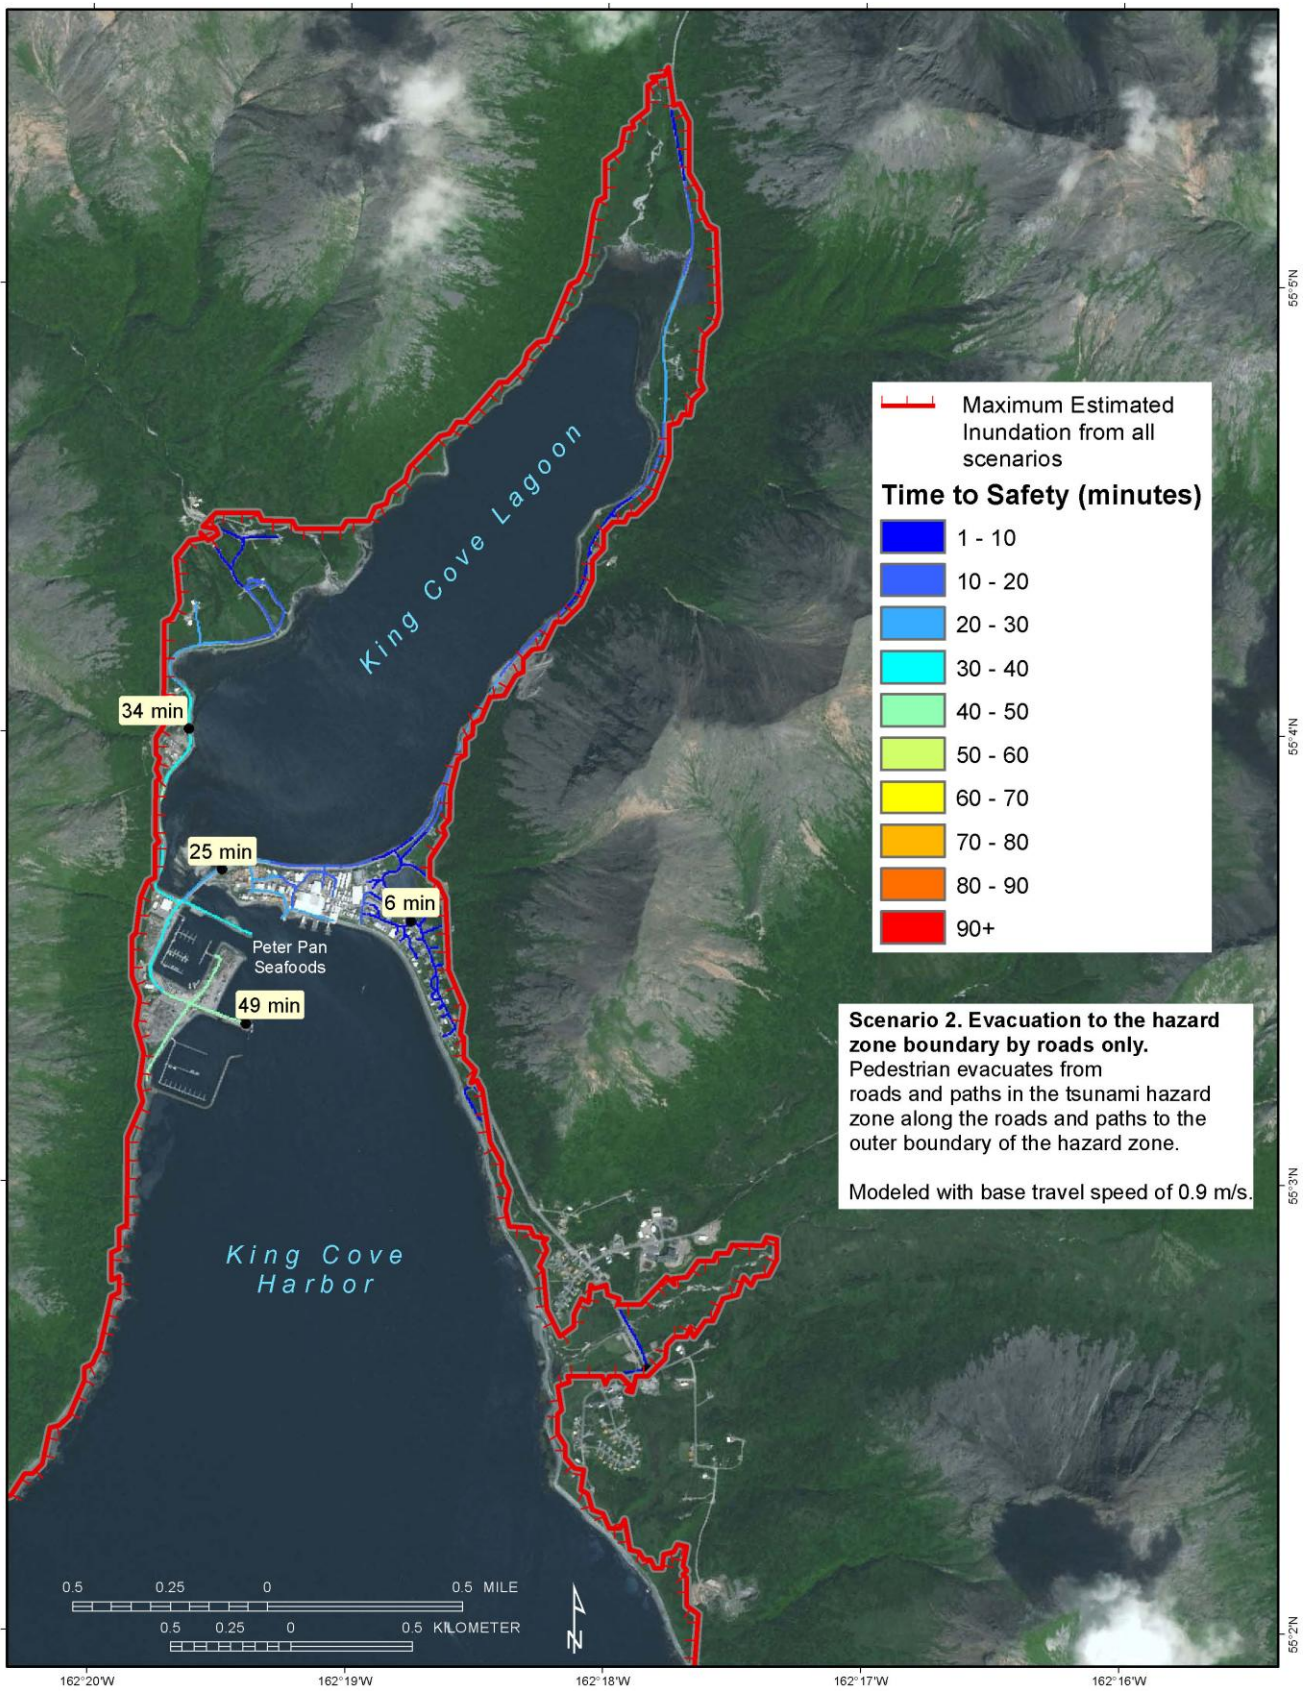 King Cove Lagoon
34 min
25 min
6 min
Peter Pan
Seafoods
49 min
King Cove
Harbor
Maximum Estimated
Inundation from all
scenarios
Time to Safety (minutes)
1 - 10
10 - 20
20 - 30
30 - 40
40 - 50
50 - 60
60 - 70
70 - 80
80 - 90
90+
Scenario 2. Evacuation to the hazard
zone boundary by roads only.
Pedestrian evacuates from
roads and paths in the tsunami hazard
zone along the roads and paths to the
outer boundary of the hazard zone.
Modeled with base travel speed of 0.9 m/s.
55°5'N
55°4'N
55°3'N
55°2'N
0.5 0.25 0 0.5 MILE
0.5 0.25 0 0.5 KILOMETER
N
162°20'W 162°19'W 162°18'W 162°17'W 162°16'W